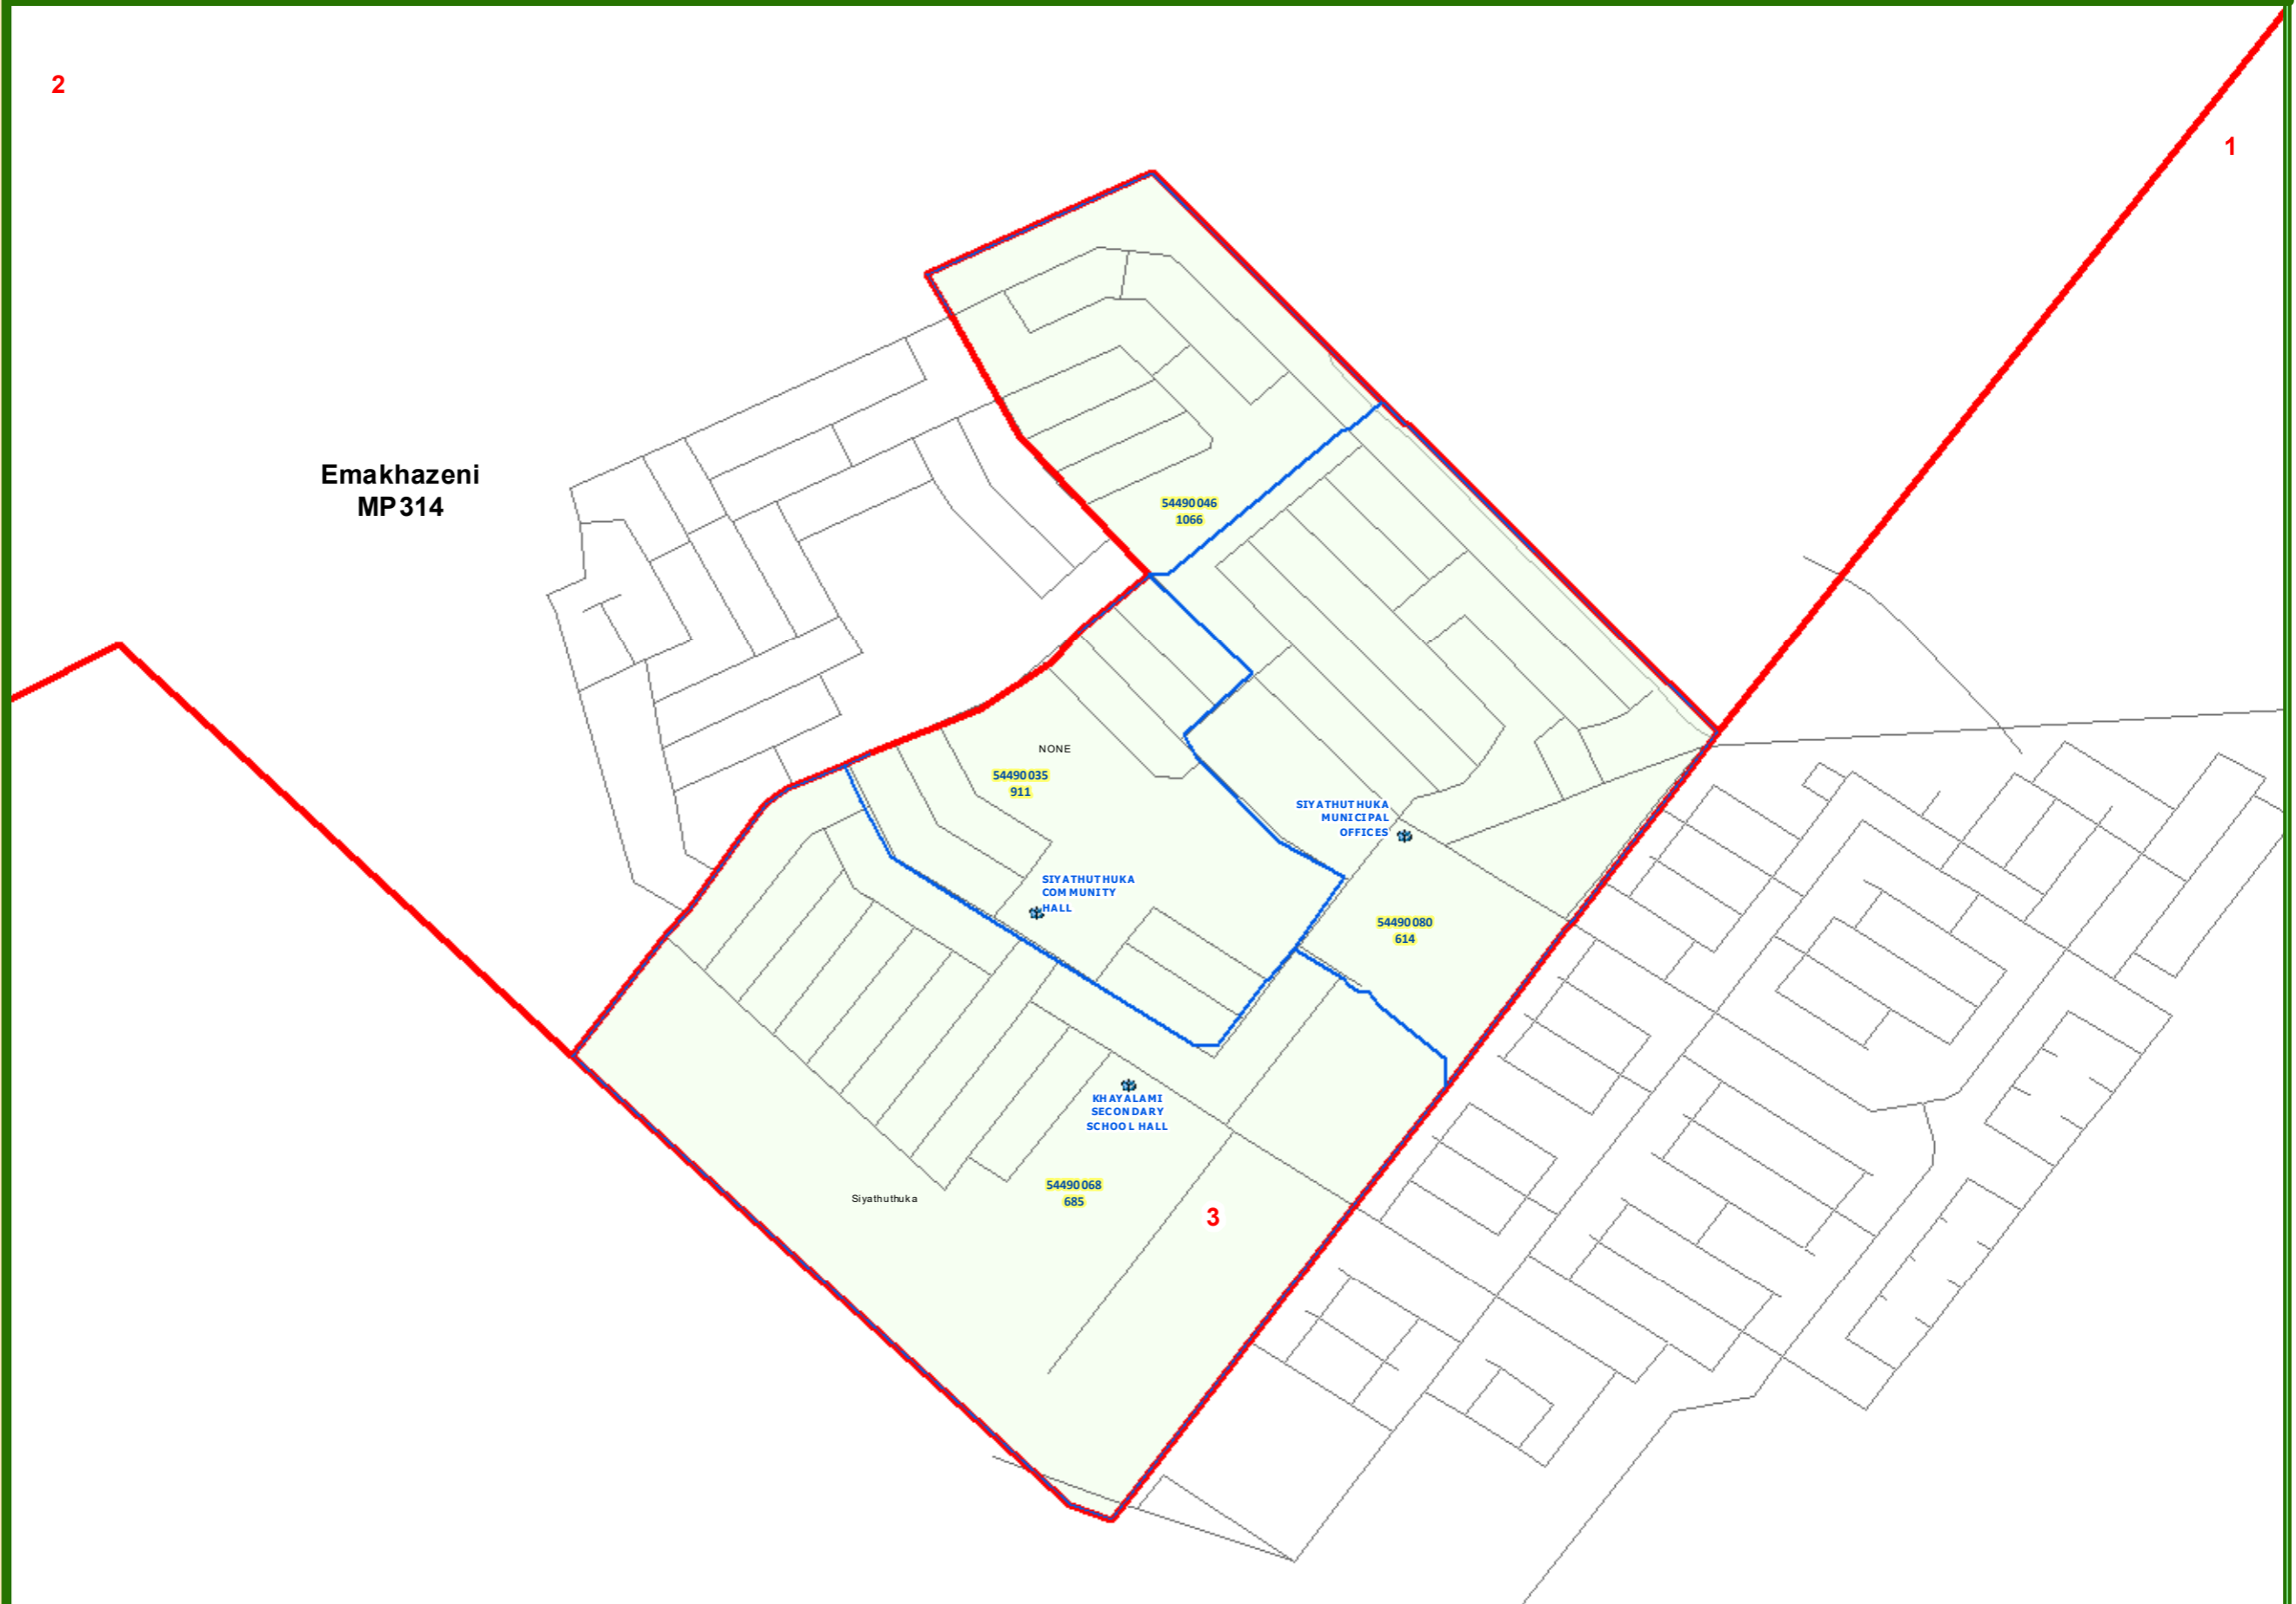 2
1
Emakhazeni
MP314
54490046
1066
NONE
54490035
911
SIYATHUTHUKA
MUNICIPAL
OFFICES
SIYATHUTHUKA
COMMUNITY
HALL
54490080
614
KHAYALAMI
SECONDARY
SCHOOL HALL
54490068
685
Siyathuthuka
3